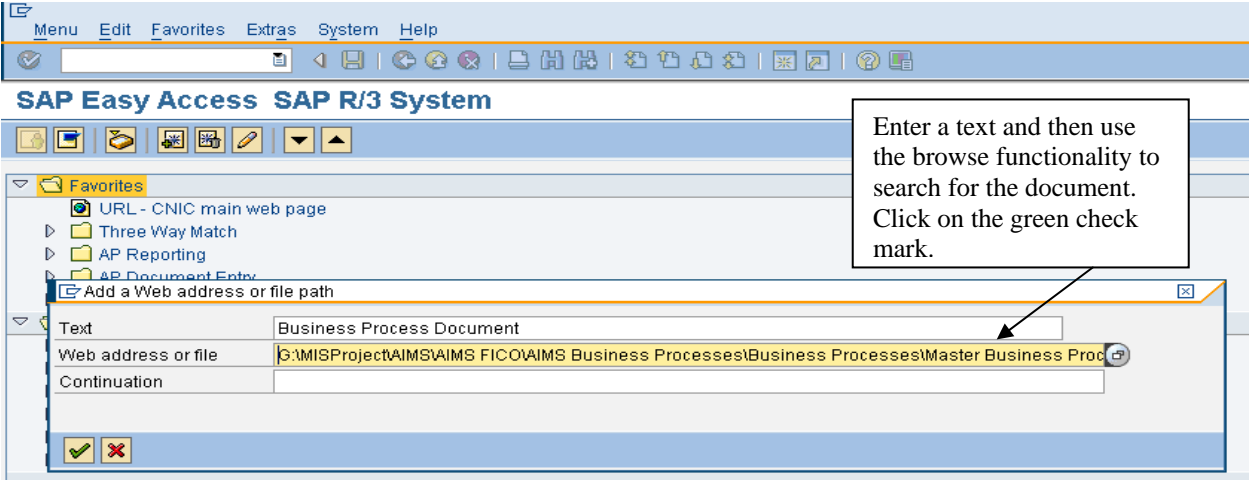 Menu Edit Favorites Extras System Help
SAP Easy Access SAP R/3 System
Enter a text and then use
the browse functionality to
search for the document.
Click on the green check
mark.
Favorites
URL - CNIC main web page
Three Way Match
AP Reporting
AP Document Entry
Add a Web address or file path
Text Business Process Document
Web address or file G:\MISProject\AIMS\AIMS FICO\AIMS Business Processes\Business Processes\Master Business Proc
Continuation